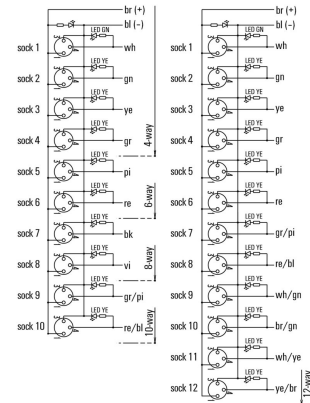 br (+)
bl (−)
LED GN
sock 1 wh
LED YE
sock 2 gn
LED YE
sock 3 ye
LED YE
sock 4 gr
4-way
LED YE
sock 5 pi
LED YE
sock 6 re
6-way
LED YE
sock 7 bk
LED YE
sock 8 vi
8-way
LED YE
sock 9 gr/pi
LED YE
sock 10 re/bl
10-way
br (+)
bl (−)
LED GN
sock 1 wh
LED YE
sock 2 gn
LED YE
sock 3 ye
LED YE
sock 4 gr
LED YE
sock 5 pi
LED YE
sock 6 re
LED YE
sock 7 gr/pi
LED YE
sock 8 re/bl
LED YE
sock 9 wh/gn
LED YE
sock 10 br/gn
LED YE
sock 11 wh/ye
LED YE
sock 12 ye/br
12-way